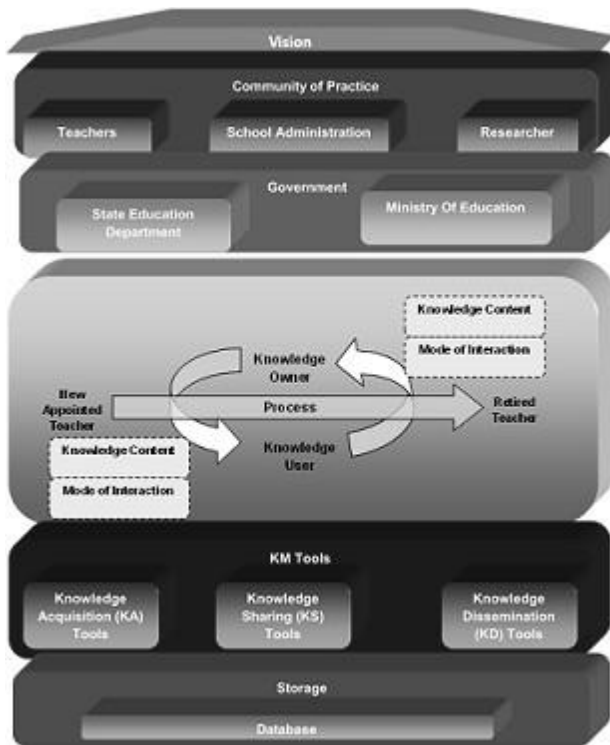 Vision
Community of Practice
Teachers
School Administration
Researcher
Government
State Education
Department
Ministry Of Education
Knowledge Content
Mode of Interaction
Knowledge
Owner
New
Appointed
Teacher
Process
Retired
Teacher
Knowledge
User
Knowledge Content
Mode of Interaction
KM Tools
Knowledge
Acquisition (KA)
Tools
Knowledge
Sharing (KS)
Tools
Knowledge
Dissemination
(KD) Tools
Storage
Database